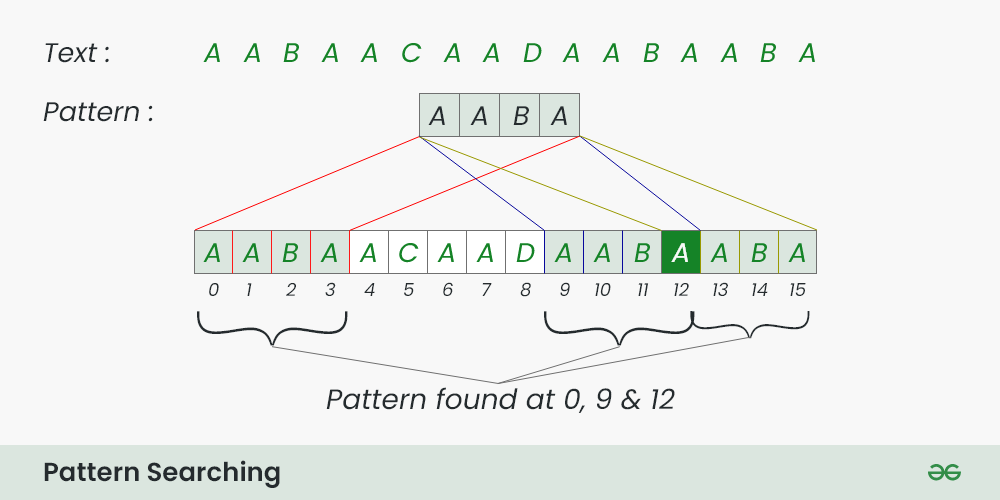 Text : A A B A A C A A D A A B A A B A
Pattern :
A A B A
A A B A A C A A D A A B A A B A
0 1 2 3 4 5 6 7 8 9 10 11 12 13 14 15
Pattern found at 0, 9 & 12
Pattern Searching